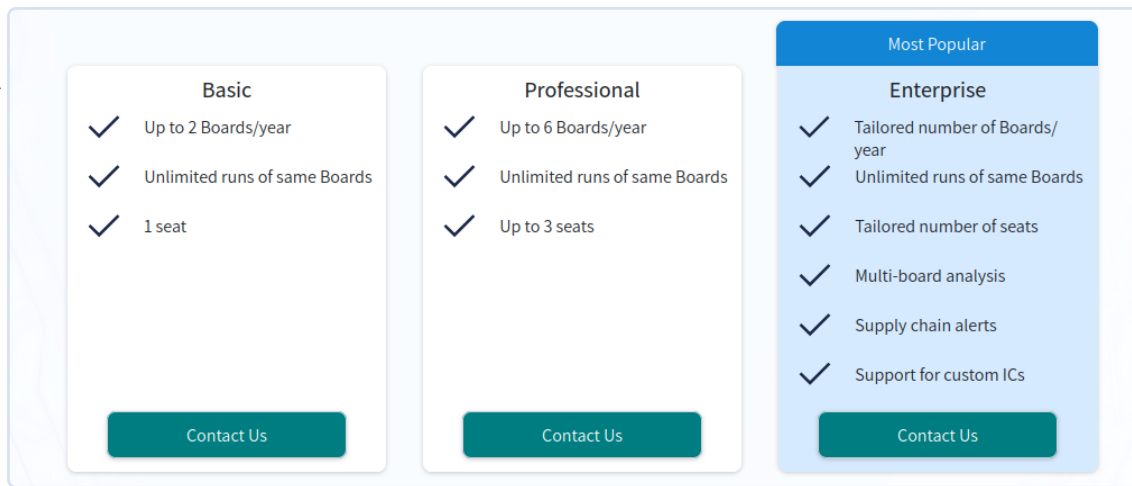 Most Popular
Basic
Up to 2 Boards/year
Unlimited runs of same Boards
1 seat
Contact Us
Professional
Up to 6 Boards/year
Unlimited runs of same Boards
Up to 3 seats
Contact Us
Enterprise
Tailored number of Boards/
year
Unlimited runs of same Boards
Tailored number of seats
Multi-board analysis
Supply chain alerts
Support for custom ICs
Contact Us